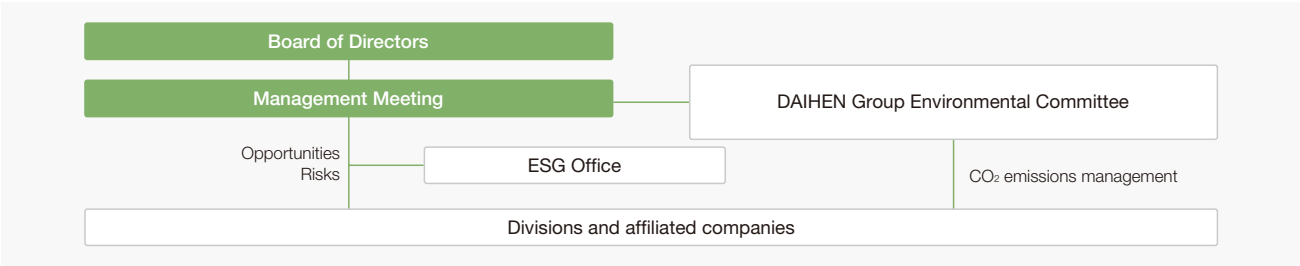 Board of Directors
Management Meeting
DAIHEN Group Environmental Committee
Opportunities
Risks
ESG Office
CO₂ emissions management
Divisions and affiliated companies